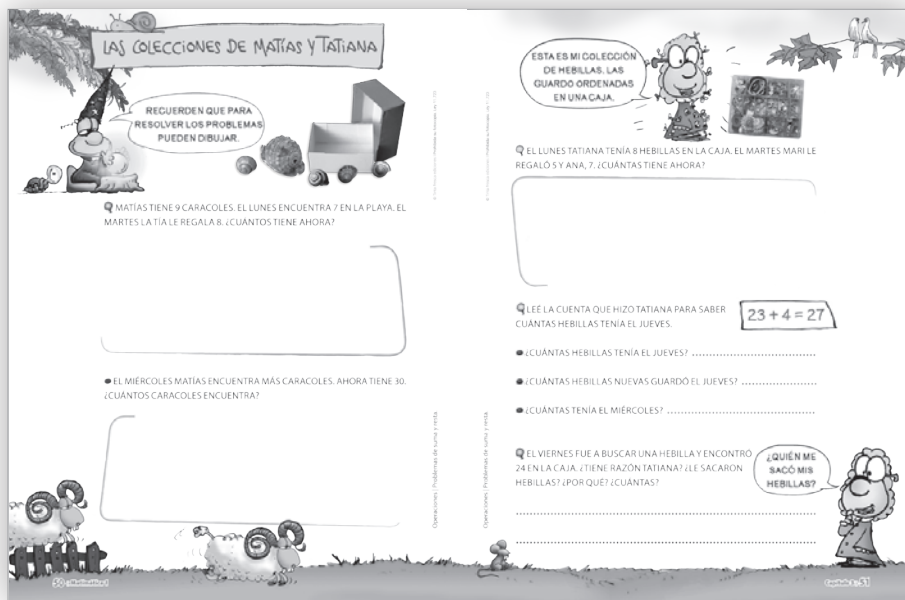 LAS COLECCIONES DE MATÍAS Y TATIANA
RECUERDEN QUE PARA
RESOLVER LOS PROBLEMAS
PUEDEN DIBUJAR.
MATÍAS TIENE 9 CARACOLES. EL LUNES ENCUENTRA 7 EN LA PLAYA. EL
MARTES LA TÍA LE REGALA 8. ¿CUÁNTOS TIENE AHORA?
EL MIÉRCOLES MATÍAS ENCUENTRA MÁS CARACOLES. AHORA TIENE 30.
¿CUÁNTOS CARACOLES ENCUENTRA?
Operaciones | Problemas de suma y resta
50
ESTA ES MI COLECCIÓN
DE HEBILLAS. LAS
GUARDO ORDENADAS
EN UNA CAJA.
EL LUNES TATIANA TENÍA 8 HEBILLAS EN LA CAJA. EL MARTES MARI LE
REGALÓ 5 Y ANA, 7. ¿CUÁNTAS TIENE AHORA?
LEÉ LA CUENTA QUE HIZO TATIANA PARA SABER
CUÁNTAS HEBILLAS TENÍA EL JUEVES.
23 + 4 = 27
¿CUÁNTAS HEBILLAS TENÍA EL JUEVES?
¿CUÁNTAS HEBILLAS NUEVAS GUARDÓ EL JUEVES?
¿CUÁNTAS TENÍA EL MIÉRCOLES?
EL VIERNES FUE A BUSCAR UNA HEBILLA Y ENCONTRÓ
24 EN LA CAJA. ¿TIENE RAZÓN TATIANA? ¿LE SACARON
HEBILLAS? ¿POR QUÉ? ¿CUÁNTAS?
¿QUIÉN ME
SACÓ MIS
HEBILLAS?
Operaciones | Problemas de suma y resta
51